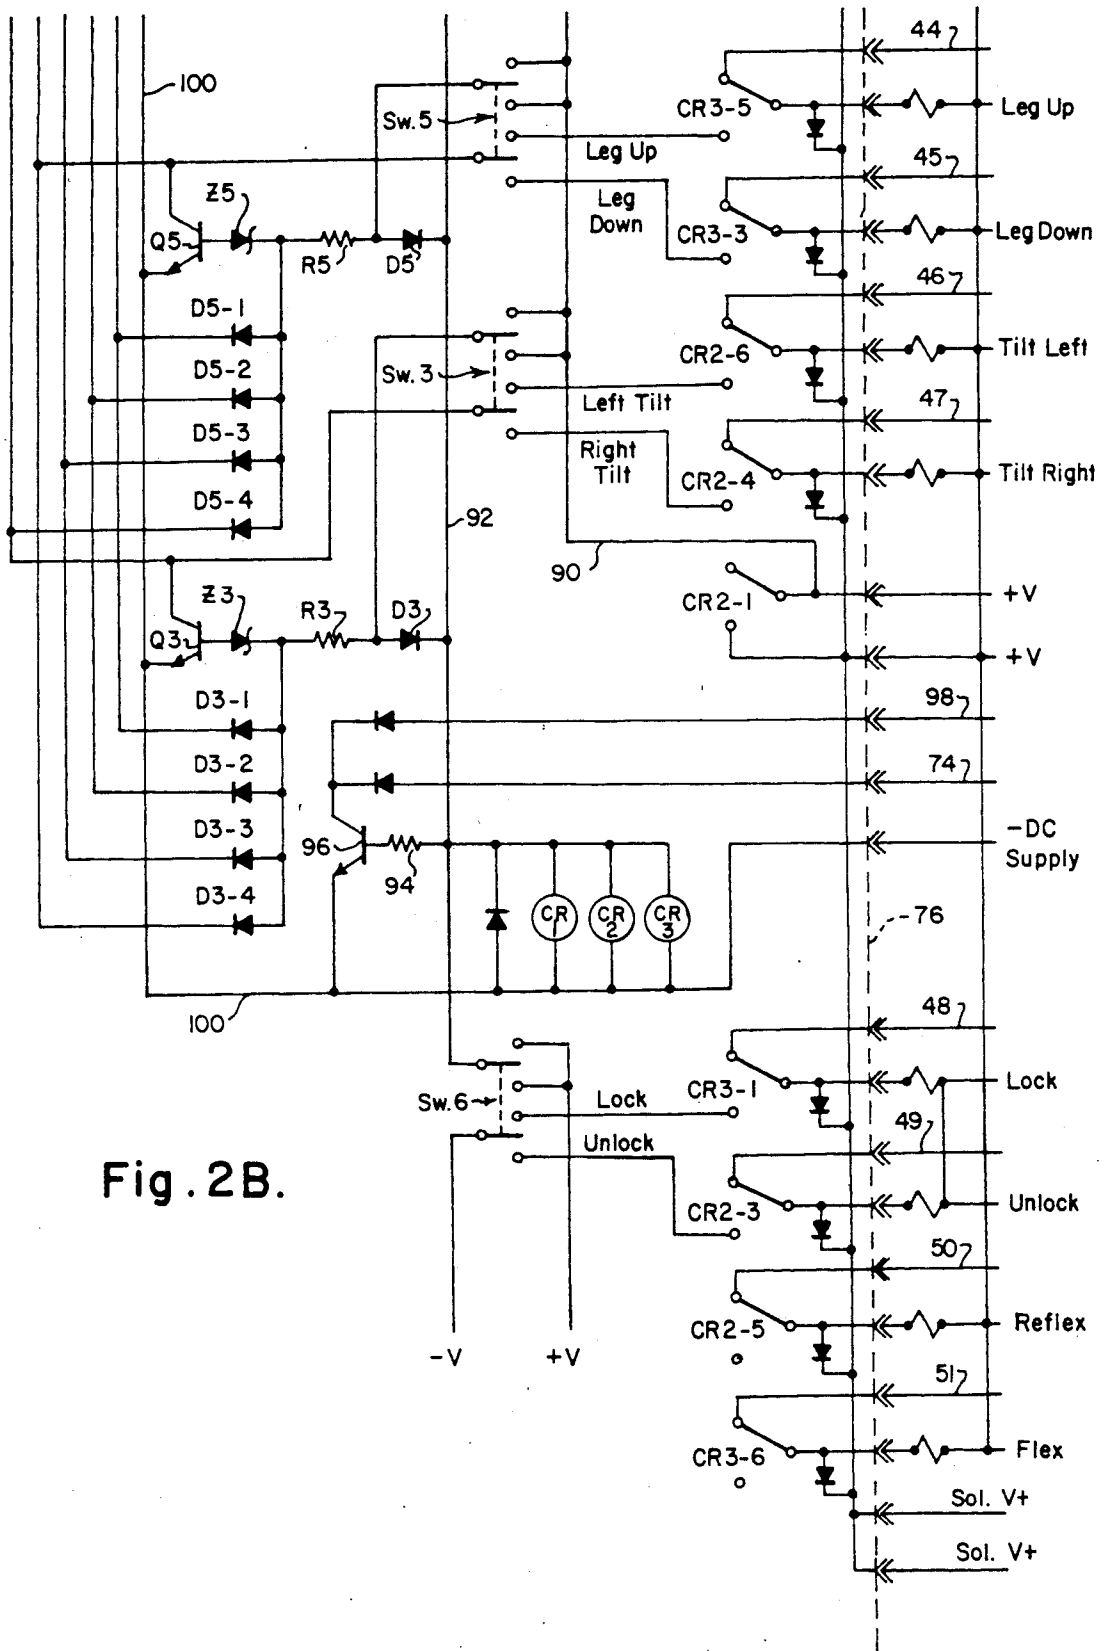 44
100
CR3-5
Leg Up
Sw.5
Leg Up
45
Z5
Leg
Down
Q5
CR3-3
Leg Down
R5
D5
46
D5-1
CR2-6
Tilt Left
D5-2
Sw.3
Left Tilt
47
D5-3
Right
Tilt
CR2-4
Tilt Right
D5-4
92
90
Z3
R3
D3
CR2-1
+V
Q3
+V
D3-1
98
D3-2
74
D3-3
96
94
-DC
Supply
D3-4
CR
1
CR
2
CR
3
76
100
48
CR3-1
Lock
Sw.6
Lock
49
Unlock
Fig. 2B.
CR2-3
Unlock
50
CR2-5
Reflex
-V
+V
51
CR3-6
Flex
Sol. V+
Sol. V+